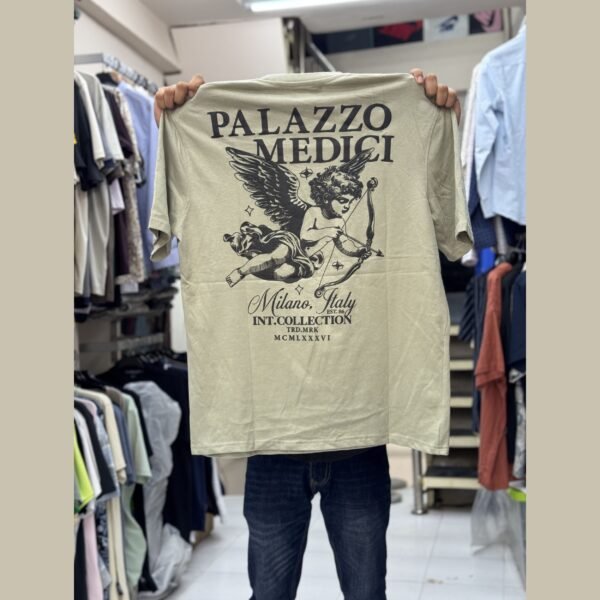 PALAZZO
MEDICI
Milano, Italy
EST. 86
INT.COLLECTION
TRD.MRK
MCMLXXXVI